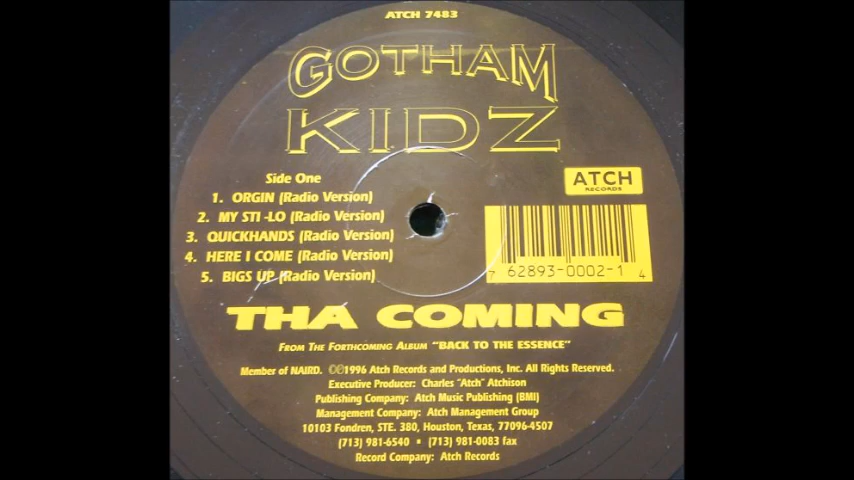 ATCH 7483
GOTHAM
KIDZ
Side One
1. ORGIN (Radio Version)
2. MY STI -LO (Radio Version)
3. QUICKHANDS (Radio Version)
4. HERE I COME (Radio Version)
5. BIGS UP (Radio Version)
ATCH
RECORDS
7 62893-0002-1 4
THA COMING
FROM THE FORTHCOMING ALBUM "BACK TO THE ESSENCE"
Member of NAIRD. ©℗1996 Atch Records and Productions, Inc. All Rights Reserved.
Executive Producer: Charles "Atch" Atchison
Publishing Company: Atch Music Publishing (BMI)
Management Company: Atch Management Group
10103 Fondren, STE. 380, Houston, Texas, 77096-4507
(713) 981-6540 • (713) 981-0083 fax
Record Company: Atch Records